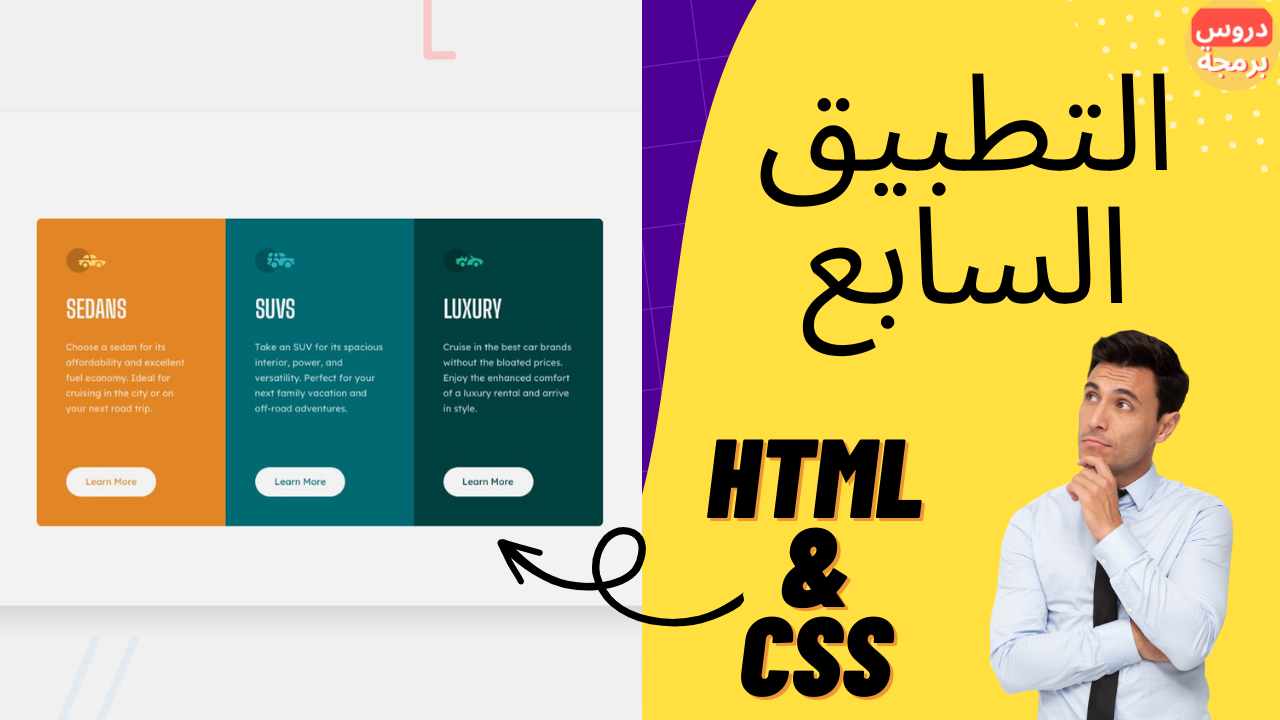 دروس
برمجة
التطبيق
السابع
HTML
&
CSS
SEDANS
Choose a sedan for its
affordability and excellent
fuel economy. Ideal for
cruising in the city or on
your next road trip.
Learn More
SUVS
Take an SUV for its spacious
interior, power, and
versatility. Perfect for your
next family vacation and
off-road adventures.
Learn More
LUXURY
Cruise in the best car brands
without the bloated prices.
Enjoy the enhanced comfort
of a luxury rental and arrive
in style.
Learn More